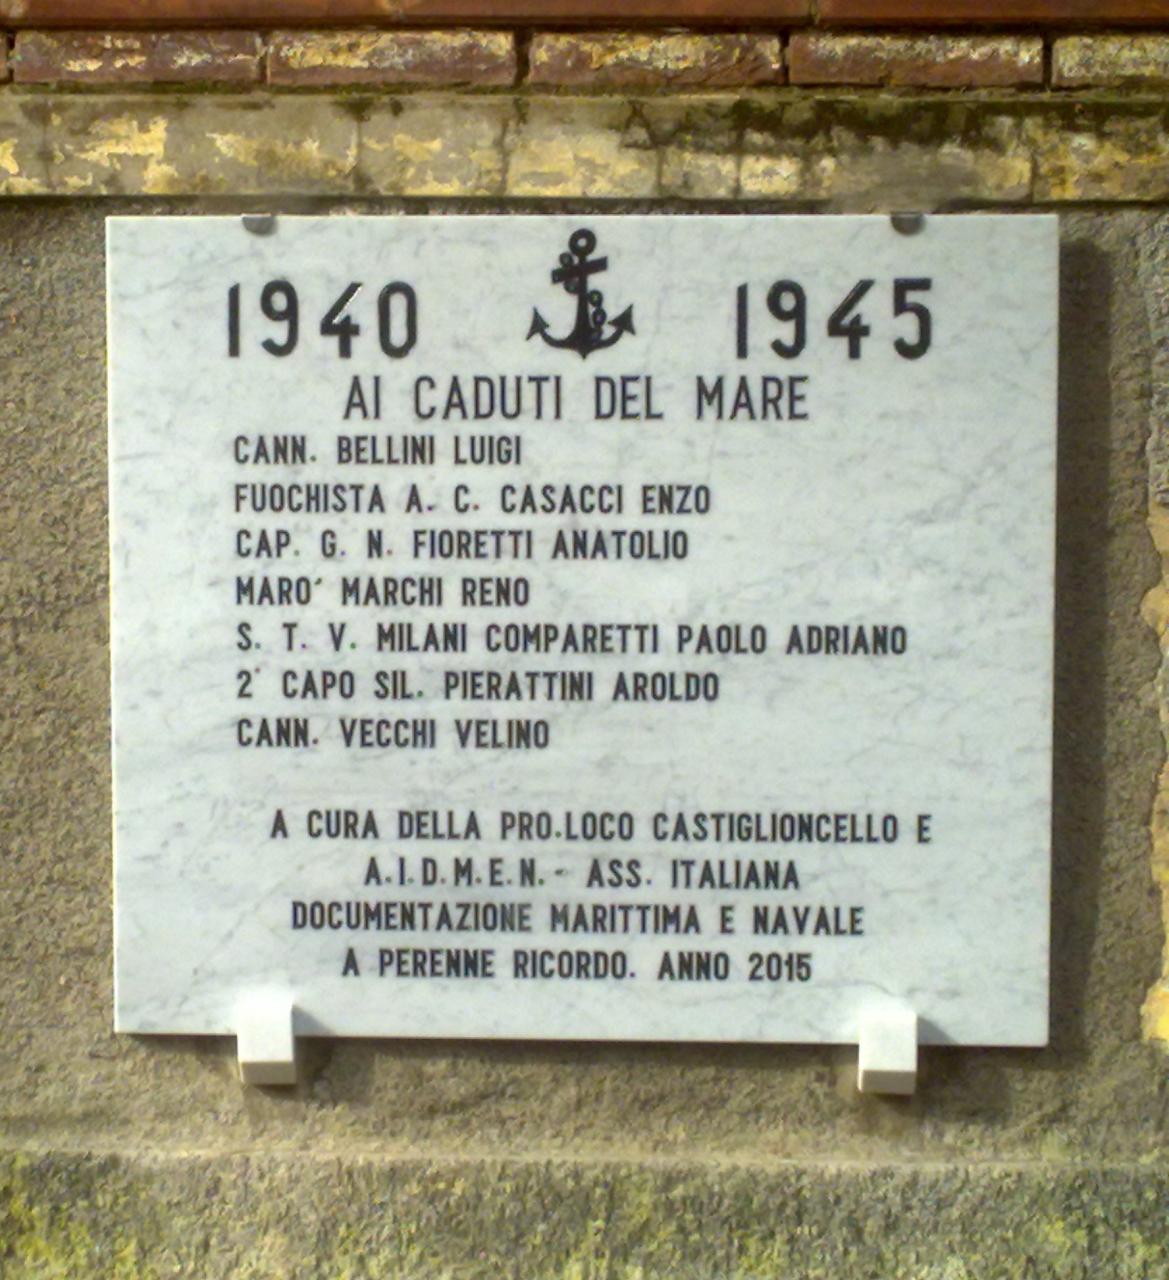 1940 1945
AI CADUTI DEL MARE
CANN. BELLINI LUIGI
FUOCHISTA A. C. CASACCI ENZO
CAP. G. N. FIORETTI ANATOLIO
MARO' MARCHI RENO
S. T. V. MILANI COMPARETTI PAOLO ADRIANO
2° CAPO SIL. PIERATTINI AROLDO
CANN. VECCHI VELINO
A CURA DELLA PRO.LOCO CASTIGLIONCELLO E
A.I.D.M.E.N.- ASS. ITALIANA
DOCUMENTAZIONE MARITTIMA E NAVALE
A PERENNE RICORDO. ANNO 2015